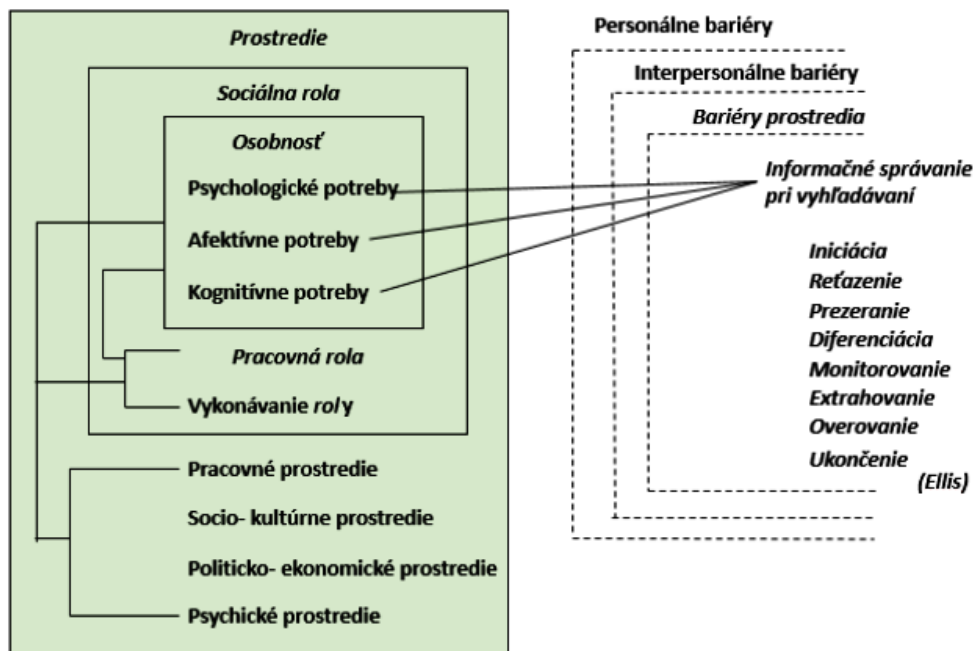 Prostredie
Sociálna rola
Osobnosť
Psychologické potreby
Afektívne potreby
Kognitívne potreby
Pracovná rola
Vykonávanie roly
Pracovné prostredie
Socio- kultúrne prostredie
Politicko- ekonomické prostredie
Psychické prostredie
Personálne bariéry
Interpersonálne bariéry
Bariéry prostredia
Informačné správanie
pri vyhľadávaní
Iniciácia
Reťazenie
Prezeranie
Diferenciácia
Monitorovanie
Extrahovanie
Overovanie
Ukončenie
(Ellis)